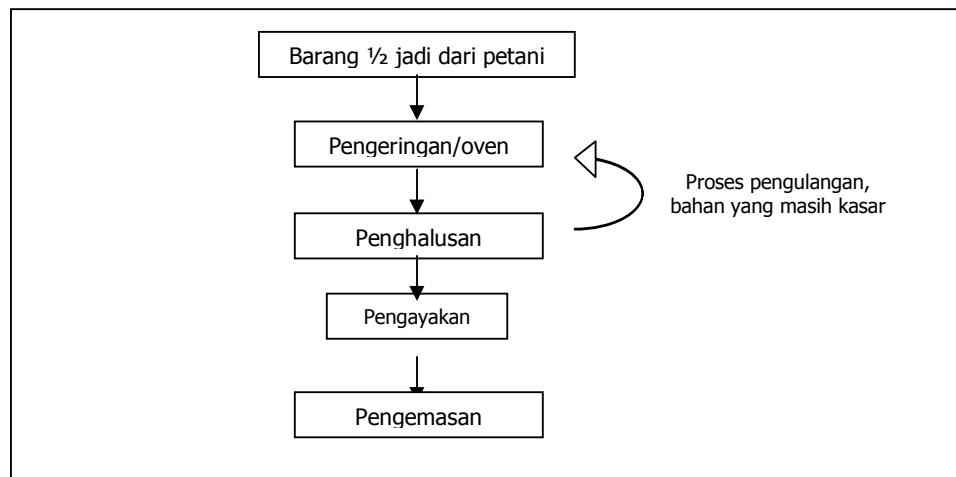 Barang ½ jadi dari petani
Pengeringan/oven
Proses pengulangan,
bahan yang masih kasar
Penghalusan
Pengayakan
Pengemasan